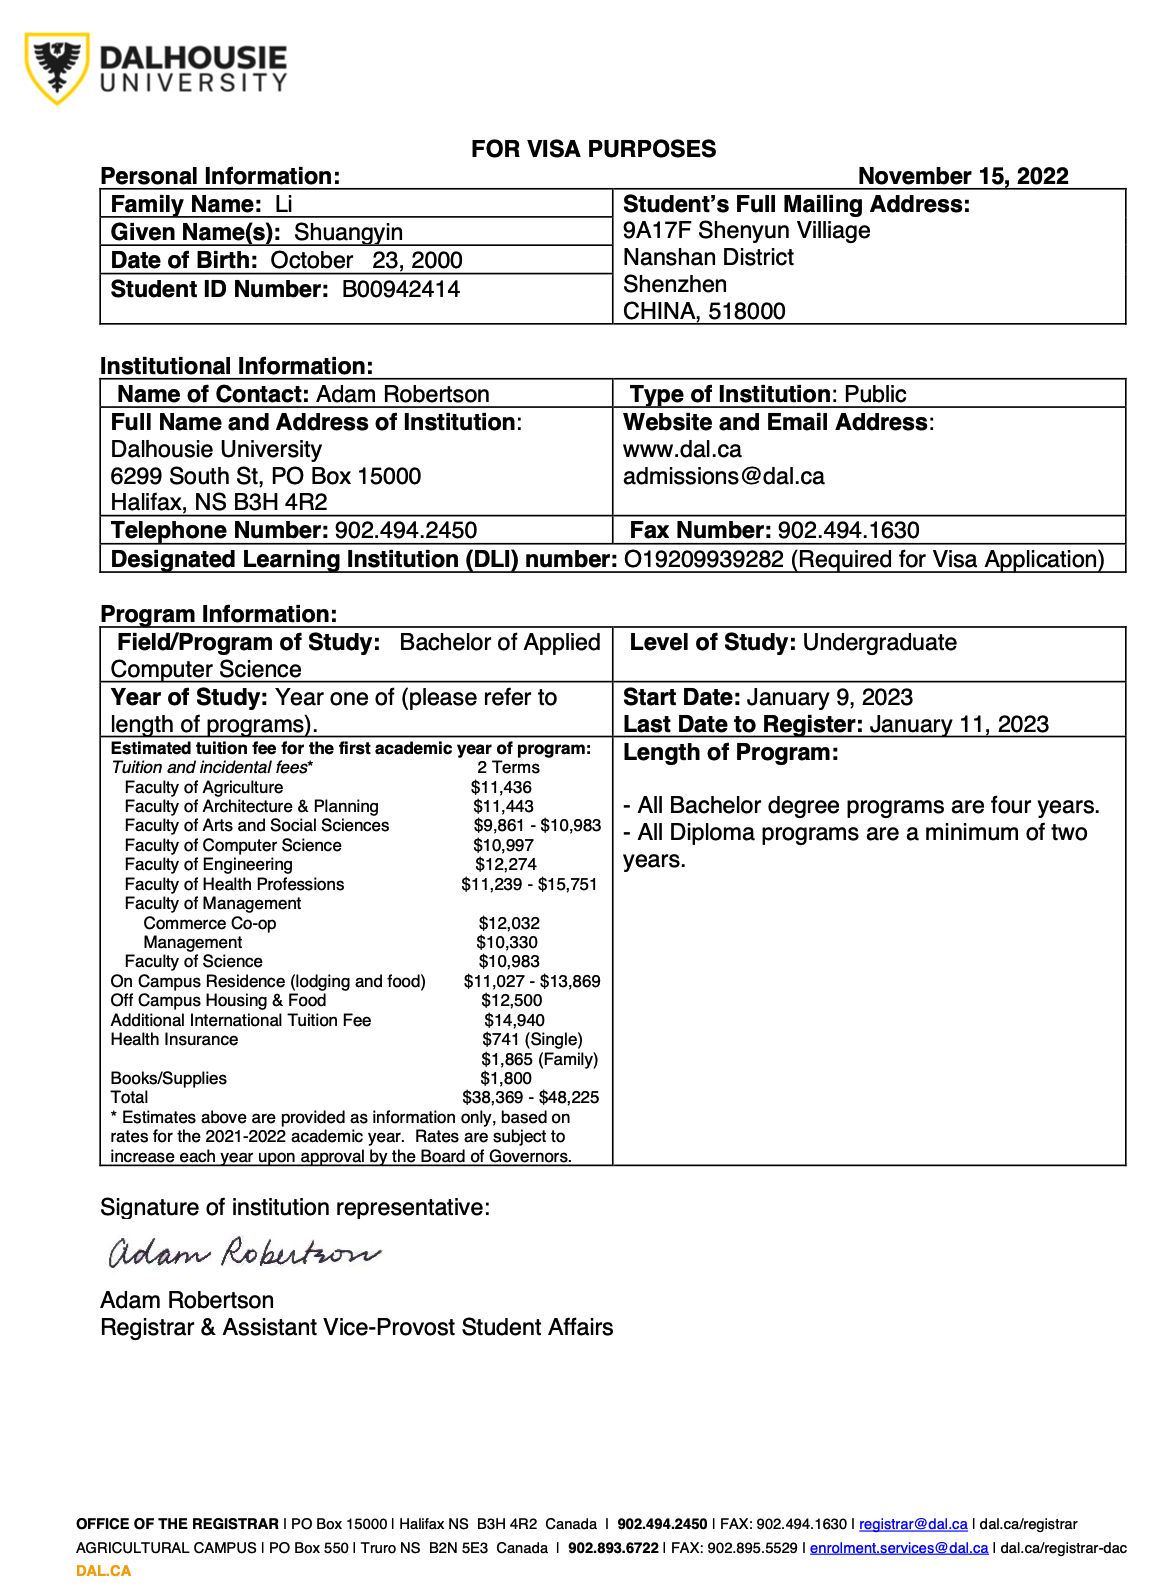 DALHOUSIE
UNIVERSITY
FOR VISA PURPOSES
Personal Information: November 15, 2022
Family Name: Li
Given Name(s): Shuangyin
Date of Birth: October 23, 2000
Student ID Number: B00942414
Student's Full Mailing Address:
9A17F Shenyun Villiage
Nanshan District
Shenzhen
CHINA, 518000
Institutional Information:
Name of Contact: Adam Robertson
Type of Institution: Public
Full Name and Address of Institution:
Dalhousie University
6299 South St, PO Box 15000
Halifax, NS B3H 4R2
Website and Email Address:
www.dal.ca
admissions@dal.ca
Telephone Number: 902.494.2450
Fax Number: 902.494.1630
Designated Learning Institution (DLI) number: O19209939282 (Required for Visa Application)
Program Information:
Field/Program of Study: Bachelor of Applied
Computer Science
Level of Study: Undergraduate
Year of Study: Year one of (please refer to
length of programs).
Start Date: January 9, 2023
Last Date to Register: January 11, 2023
Estimated tuition fee for the first academic year of program:
Tuition and incidental fees* 2 Terms
Faculty of Agriculture $11,436
Faculty of Architecture & Planning $11,443
Faculty of Arts and Social Sciences $9,861 - $10,983
Faculty of Computer Science $10,997
Faculty of Engineering $12,274
Faculty of Health Professions $11,239 - $15,751
Faculty of Management
Commerce Co-op $12,032
Management $10,330
Faculty of Science $10,983
On Campus Residence (lodging and food) $11,027 - $13,869
Off Campus Housing & Food $12,500
Additional International Tuition Fee $14,940
Health Insurance $741 (Single)
$1,865 (Family)
Books/Supplies $1,800
Total $38,369 - $48,225
* Estimates above are provided as information only, based on
rates for the 2021-2022 academic year. Rates are subject to
increase each year upon approval by the Board of Governors.
Length of Program:
- All Bachelor degree programs are four years.
- All Diploma programs are a minimum of two
years.
Signature of institution representative:
Adam Robertson
Adam Robertson
Registrar & Assistant Vice-Provost Student Affairs
OFFICE OF THE REGISTRAR | PO Box 15000 | Halifax NS B3H 4R2 Canada | 902.494.2450 | FAX: 902.494.1630 | registrar@dal.ca | dal.ca/registrar
AGRICULTURAL CAMPUS | PO Box 550 | Truro NS B2N 5E3 Canada | 902.893.6722 | FAX: 902.895.5529 | enrolment.services@dal.ca | dal.ca/registrar-dac
DAL.CA